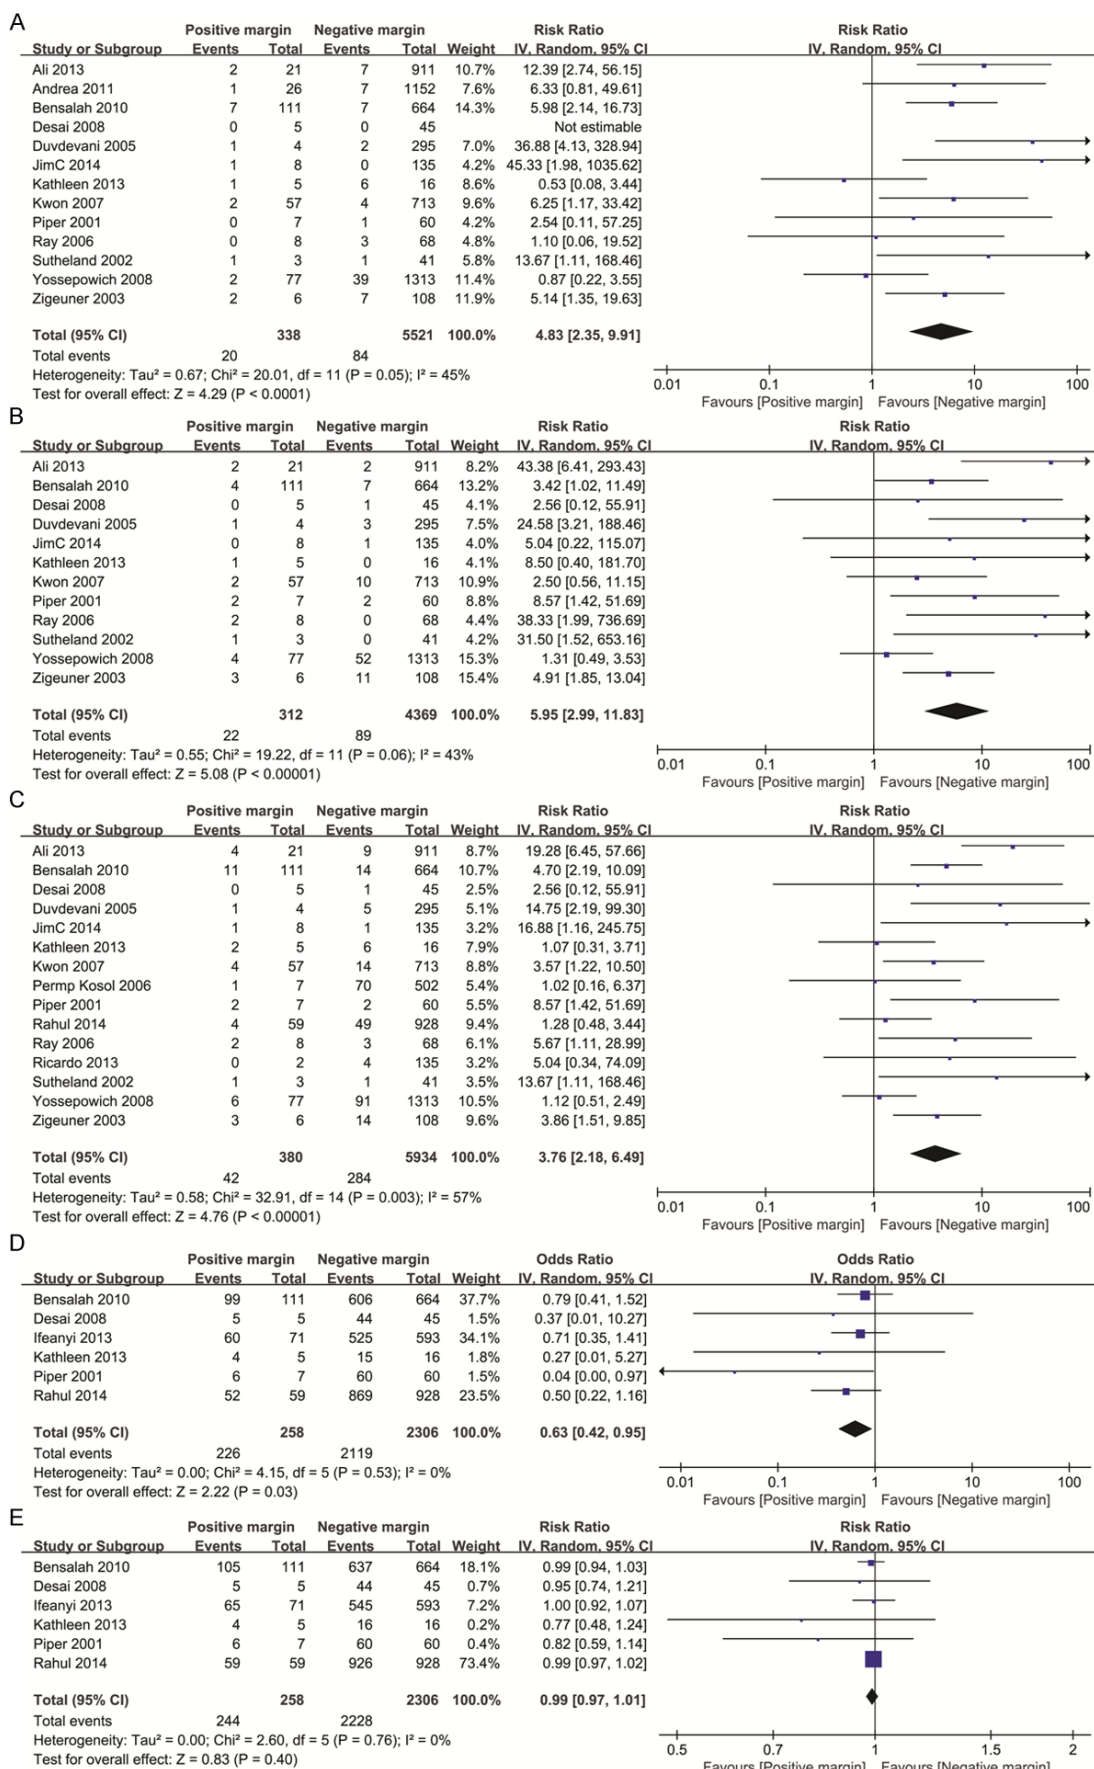 A
Positive margin Negative margin Risk Ratio Risk Ratio
Study or Subgroup Events Total Events Total Weight IV, Random, 95% CI IV, Random, 95% CI
Ali 2013 2 21 7 911 10.7% 12.39 [2.74, 56.15]
Andrea 2011 1 26 7 1152 7.6% 6.33 [0.81, 49.61]
Bensalah 2010 7 111 7 664 14.3% 5.98 [2.14, 16.73]
Desai 2008 0 5 0 45 Not estimable
Duvdevani 2005 1 4 2 295 7.0% 36.88 [4.13, 328.94]
JimC 2014 1 8 0 135 4.2% 45.33 [1.98, 1035.62]
Kathleen 2013 1 5 6 16 8.6% 0.53 [0.08, 3.44]
Kwon 2007 2 57 4 713 9.6% 6.25 [1.17, 33.42]
Piper 2001 0 7 1 60 4.2% 2.54 [0.11, 57.25]
Ray 2006 0 8 3 68 4.8% 1.10 [0.06, 19.52]
Sutheland 2002 1 3 1 41 5.8% 13.67 [1.11, 168.46]
Yossepowich 2008 2 77 39 1313 11.4% 0.87 [0.22, 3.55]
Zigeuner 2003 2 6 7 108 11.9% 5.14 [1.35, 19.63]
Total (95% CI) 338 5521 100.0% 4.83 [2.35, 9.91]
Total events 20 84
Heterogeneity: Tau² = 0.67; Chi² = 20.01, df = 11 (P = 0.05); I² = 45%
Test for overall effect: Z = 4.29 (P < 0.0001)
0.01 0.1 1 10 100
Favours [Positive margin] Favours [Negative margin]
B
Positive margin Negative margin Risk Ratio Risk Ratio
Study or Subgroup Events Total Events Total Weight IV, Random, 95% CI IV, Random, 95% CI
Ali 2013 2 21 2 911 8.2% 43.38 [6.41, 293.43]
Bensalah 2010 4 111 7 664 13.2% 3.42 [1.02, 11.49]
Desai 2008 0 5 1 45 4.1% 2.56 [0.12, 55.91]
Duvdevani 2005 1 4 3 295 7.5% 24.58 [3.21, 188.46]
JimC 2014 0 8 1 135 4.0% 5.04 [0.22, 115.07]
Kathleen 2013 1 5 0 16 4.2% 8.50 [0.40, 181.70]
Kwon 2007 2 57 10 713 10.9% 2.50 [0.56, 11.15]
Piper 2001 2 7 2 60 8.8% 8.57 [1.42, 51.69]
Ray 2006 2 8 0 68 4.4% 38.33 [1.99, 736.69]
Sutheland 2002 1 3 0 41 4.2% 31.50 [1.52, 653.16]
Yossepowich 2008 4 77 52 1313 15.3% 1.31 [0.49, 3.53]
Zigeuner 2003 3 6 11 108 15.4% 4.91 [1.85, 13.04]
Total (95% CI) 312 4369 100.0% 5.95 [2.99, 11.83]
Total events 22 89
Heterogeneity: Tau² = 0.55; Chi² = 19.22, df = 11 (P = 0.06); I² = 43%
Test for overall effect: Z = 5.08 (P < 0.00001)
0.01 0.1 1 10 100
Favours [Positive margin] Favours [Negative margin]
C
Positive margin Negative margin Risk Ratio Risk Ratio
Study or Subgroup Events Total Events Total Weight IV, Random, 95% CI IV, Random, 95% CI
Ali 2013 4 21 9 911 8.7% 19.28 [6.45, 57.66]
Bensalah 2010 11 111 14 664 10.7% 4.70 [2.19, 10.09]
Desai 2008 0 5 1 45 2.5% 2.56 [0.12, 55.91]
Duvdevani 2005 1 4 5 295 5.1% 14.75 [2.19, 99.30]
JimC 2014 1 8 1 135 3.2% 16.88 [1.16, 245.75]
Kathleen 2013 2 5 6 16 7.9% 1.07 [0.31, 3.71]
Kwon 2007 4 57 14 713 8.8% 3.57 [1.22, 10.50]
Permp Kosol 2006 1 7 70 502 5.4% 1.02 [0.16, 6.37]
Piper 2001 2 7 2 60 5.5% 8.57 [1.42, 51.69]
Rahul 2014 4 59 49 928 9.4% 1.28 [0.48, 3.44]
Ray 2006 2 8 3 68 6.1% 5.67 [1.11, 28.99]
Ricardo 2013 0 2 4 135 3.2% 5.04 [0.34, 74.09]
Sutheland 2002 1 3 1 41 3.5% 13.67 [1.11, 168.46]
Yossepowich 2008 6 77 91 1313 10.5% 1.12 [0.51, 2.49]
Zigeuner 2003 3 6 14 108 9.6% 3.86 [1.51, 9.85]
Total (95% CI) 380 5934 100.0% 3.76 [2.18, 6.49]
Total events 42 284
Heterogeneity: Tau² = 0.58; Chi² = 32.91, df = 14 (P = 0.003); I² = 57%
Test for overall effect: Z = 4.76 (P < 0.00001)
0.01 0.1 1 10 100
Favours [Positive margin] Favours [Negative margin]
D
Positive margin Negative margin Odds Ratio Odds Ratio
Study or Subgroup Events Total Events Total Weight IV, Random, 95% CI IV, Random, 95% CI
Bensalah 2010 99 111 606 664 37.7% 0.79 [0.41, 1.52]
Desai 2008 5 5 44 45 1.5% 0.37 [0.01, 10.27]
Ifeanyi 2013 60 71 525 593 34.1% 0.71 [0.35, 1.41]
Kathleen 2013 4 5 15 16 1.8% 0.27 [0.01, 5.27]
Piper 2001 6 7 60 60 1.5% 0.04 [0.00, 0.97]
Rahul 2014 52 59 869 928 23.5% 0.50 [0.22, 1.16]
Total (95% CI) 258 2306 100.0% 0.63 [0.42, 0.95]
Total events 226 2119
Heterogeneity: Tau² = 0.00; Chi² = 4.15, df = 5 (P = 0.53); I² = 0%
Test for overall effect: Z = 2.22 (P = 0.03)
0.01 0.1 1 10 100
Favours [Positive margin] Favours [Negative margin]
E
Positive margin Negative margin Risk Ratio Risk Ratio
Study or Subgroup Events Total Events Total Weight IV, Random, 95% CI IV, Random, 95% CI
Bensalah 2010 105 111 637 664 18.1% 0.99 [0.94, 1.03]
Desai 2008 5 5 44 45 0.7% 0.95 [0.74, 1.21]
Ifeanyi 2013 65 71 545 593 7.2% 1.00 [0.92, 1.07]
Kathleen 2013 4 5 16 16 0.2% 0.77 [0.48, 1.24]
Piper 2001 6 7 60 60 0.4% 0.82 [0.59, 1.14]
Rahul 2014 59 59 926 928 73.4% 0.99 [0.97, 1.02]
Total (95% CI) 258 2306 100.0% 0.99 [0.97, 1.01]
Total events 244 2228
Heterogeneity: Tau² = 0.00; Chi² = 2.60, df = 5 (P = 0.76); I² = 0%
Test for overall effect: Z = 0.83 (P = 0.40)
0.5 0.7 1 1.5 2
Favours [Positive margin] Favours [Negative margin]